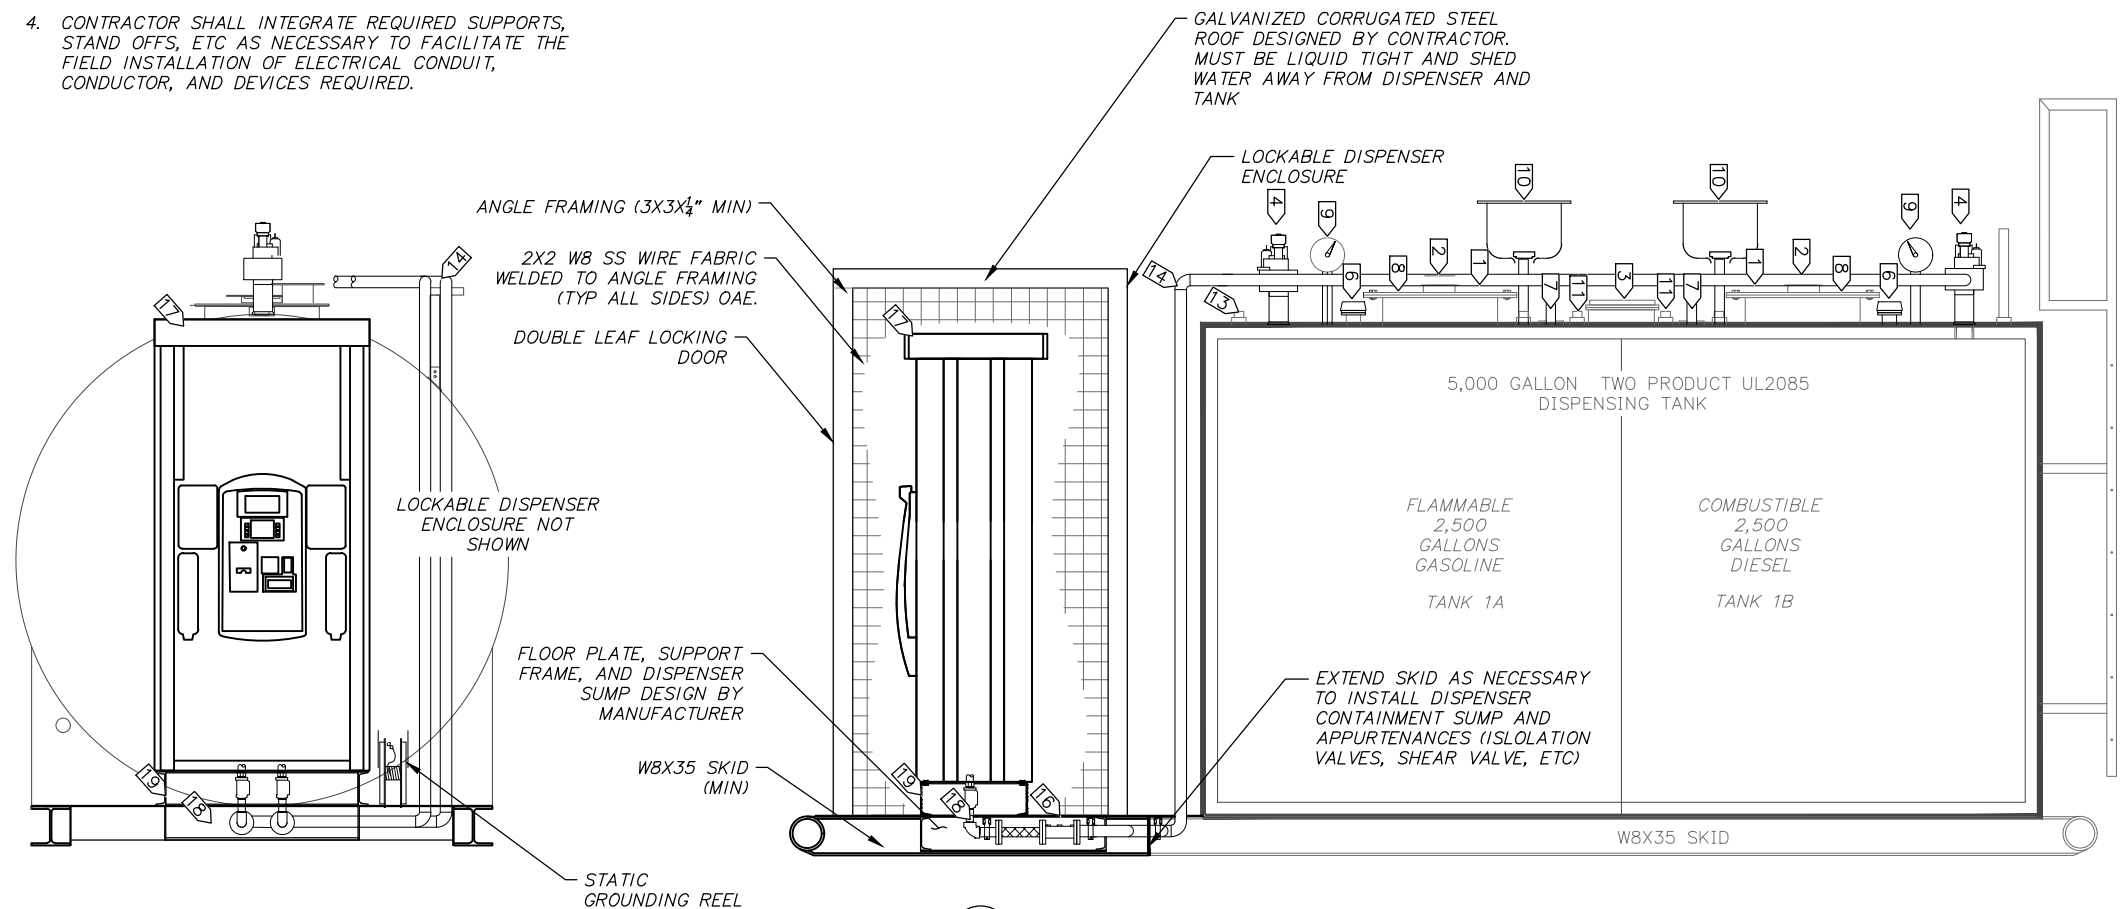 4. CONTRACTOR SHALL INTEGRATE REQUIRED SUPPORTS,
STAND OFFS, ETC AS NECESSARY TO FACILITATE THE
FIELD INSTALLATION OF ELECTRICAL CONDUIT,
CONDUCTOR, AND DEVICES REQUIRED.
GALVANIZED CORRUGATED STEEL
ROOF DESIGNED BY CONTRACTOR.
MUST BE LIQUID TIGHT AND SHED
WATER AWAY FROM DISPENSER AND
TANK
LOCKABLE DISPENSER
ENCLOSURE
ANGLE FRAMING (3X3X1/4" MIN)
2X2 W8 SS WIRE FABRIC
WELDED TO ANGLE FRAMING
(TYP ALL SIDES) OAE.
DOUBLE LEAF LOCKING
DOOR
14
17
LOCKABLE DISPENSER
ENCLOSURE NOT
SHOWN
19
18
STATIC
GROUNDING REEL
17
FLOOR PLATE, SUPPORT
FRAME, AND DISPENSER
SUMP DESIGN BY
MANUFACTURER
W8X35 SKID
(MIN)
19
18
16
14
13
4
9
6
8
2
1
10
7
11
3
11
7
10
1
2
8
6
9
4
5,000 GALLON TWO PRODUCT UL2085
DISPENSING TANK
FLAMMABLE
2,500
GALLONS
GASOLINE
TANK 1A
COMBUSTIBLE
2,500
GALLONS
DIESEL
TANK 1B
EXTEND SKID AS NECESSARY
TO INSTALL DISPENSER
CONTAINMENT SUMP AND
APPURTENANCES (ISLOLATION
VALVES, SHEAR VALVE, ETC)
W8X35 SKID